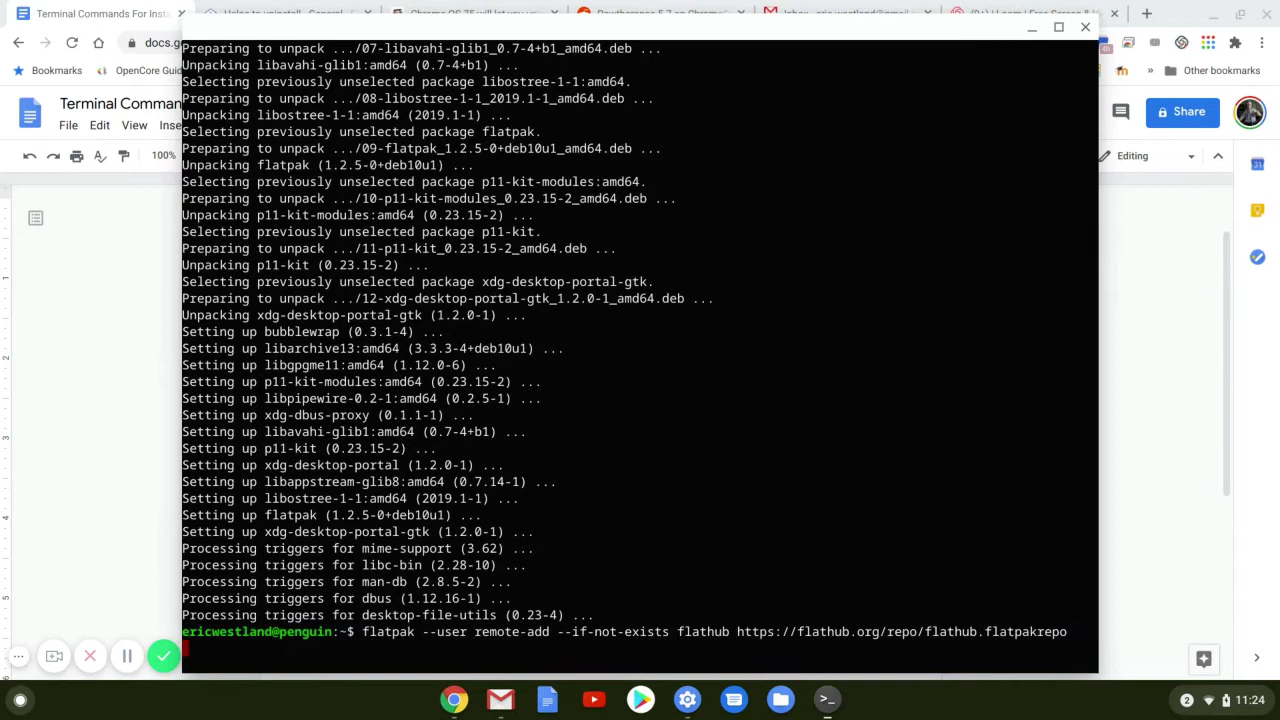 Terminal Commands For Insta
docs.g
Bookmarks
OpenCore Guid
Other bookmarks
Terminal Comman
File Edit View Inse
100%
Share
Editing
Preparing to unpack .../07-libavahi-glib1_0.7-4+b1_amd64.deb ...
Unpacking libavahi-glib1:amd64 (0.7-4+b1) ...
Selecting previously unselected package libostree-1-1:amd64.
Preparing to unpack .../08-libostree-1-1_2019.1-1_amd64.deb ...
Unpacking libostree-1-1:amd64 (2019.1-1) ...
Selecting previously unselected package flatpak.
Preparing to unpack .../09-flatpak_1.2.5-0+deb10u1_amd64.deb ...
Unpacking flatpak (1.2.5-0+deb10u1) ...
Selecting previously unselected package p11-kit-modules:amd64.
Preparing to unpack .../10-p11-kit-modules_0.23.15-2_amd64.deb ...
Unpacking p11-kit-modules:amd64 (0.23.15-2) ...
Selecting previously unselected package p11-kit.
Preparing to unpack .../11-p11-kit_0.23.15-2_amd64.deb ...
Unpacking p11-kit (0.23.15-2) ...
Selecting previously unselected package xdg-desktop-portal-gtk.
Preparing to unpack .../12-xdg-desktop-portal-gtk_1.2.0-1_amd64.deb ...
Unpacking xdg-desktop-portal-gtk (1.2.0-1) ...
Setting up bubblewrap (0.3.1-4) ...
Setting up libarchive13:amd64 (3.3.3-4+deb10u1) ...
Setting up libgpgme11:amd64 (1.12.0-6) ...
Setting up p11-kit-modules:amd64 (0.23.15-2) ...
Setting up libpipewire-0.2-1:amd64 (0.2.5-1) ...
Setting up xdg-dbus-proxy (0.1.1-1) ...
Setting up libavahi-glib1:amd64 (0.7-4+b1) ...
Setting up p11-kit (0.23.15-2) ...
Setting up xdg-desktop-portal (1.2.0-1) ...
Setting up libappstream-glib8:amd64 (0.7.14-1) ...
Setting up libostree-1-1:amd64 (2019.1-1) ...
Setting up flatpak (1.2.5-0+deb10u1) ...
Setting up xdg-desktop-portal-gtk (1.2.0-1) ...
Processing triggers for mime-support (3.62) ...
Processing triggers for libc-bin (2.28-10) ...
Processing triggers for man-db (2.8.5-2) ...
Processing triggers for dbus (1.12.16-1) ...
Processing triggers for desktop-file-utils (0.23-4) ...
ericwestland@penguin:~$ flatpak --user remote-add --if-not-exists flathub https://flathub.org/repo/flathub.flatpakrepo
2
11:24